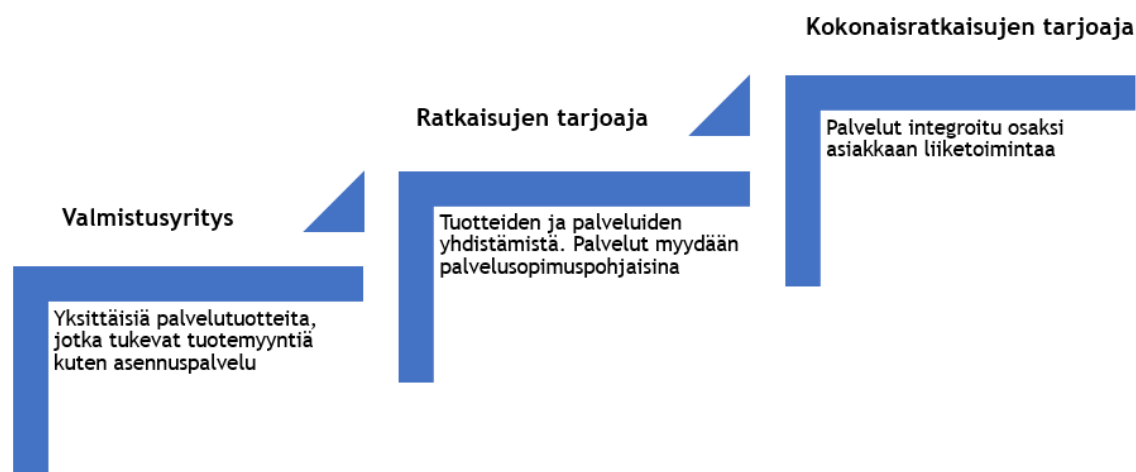 Valmistusyritys
Yksittäisiä palvelutuotteita,
jotka tukevat tuotemyyntiä
kuten asennuspalvelu
Ratkaisujen tarjoaja
Tuotteiden ja palveluiden
yhdistämistä. Palvelut myydään
palvelusopimuspohjaisina
Kokonaisratkaisujen tarjoaja
Palvelut integroitu osaksi
asiakkaan liiketoimintaa